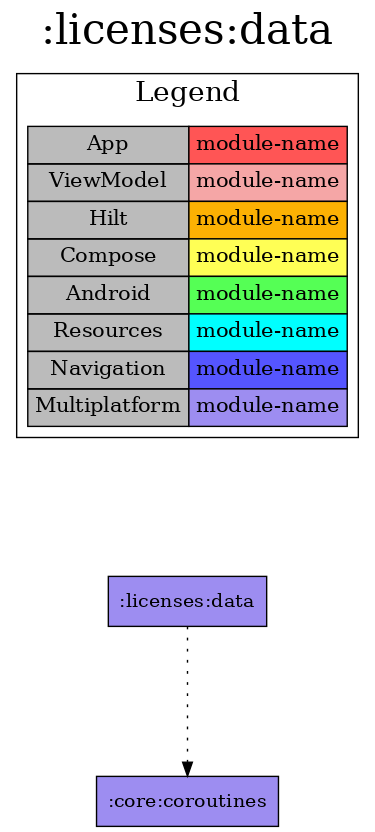 :licenses:data
Legend
App module-name
ViewModel module-name
Hilt module-name
Compose module-name
Android module-name
Resources module-name
Navigation module-name
Multiplatform module-name
:licenses:data
:core:coroutines